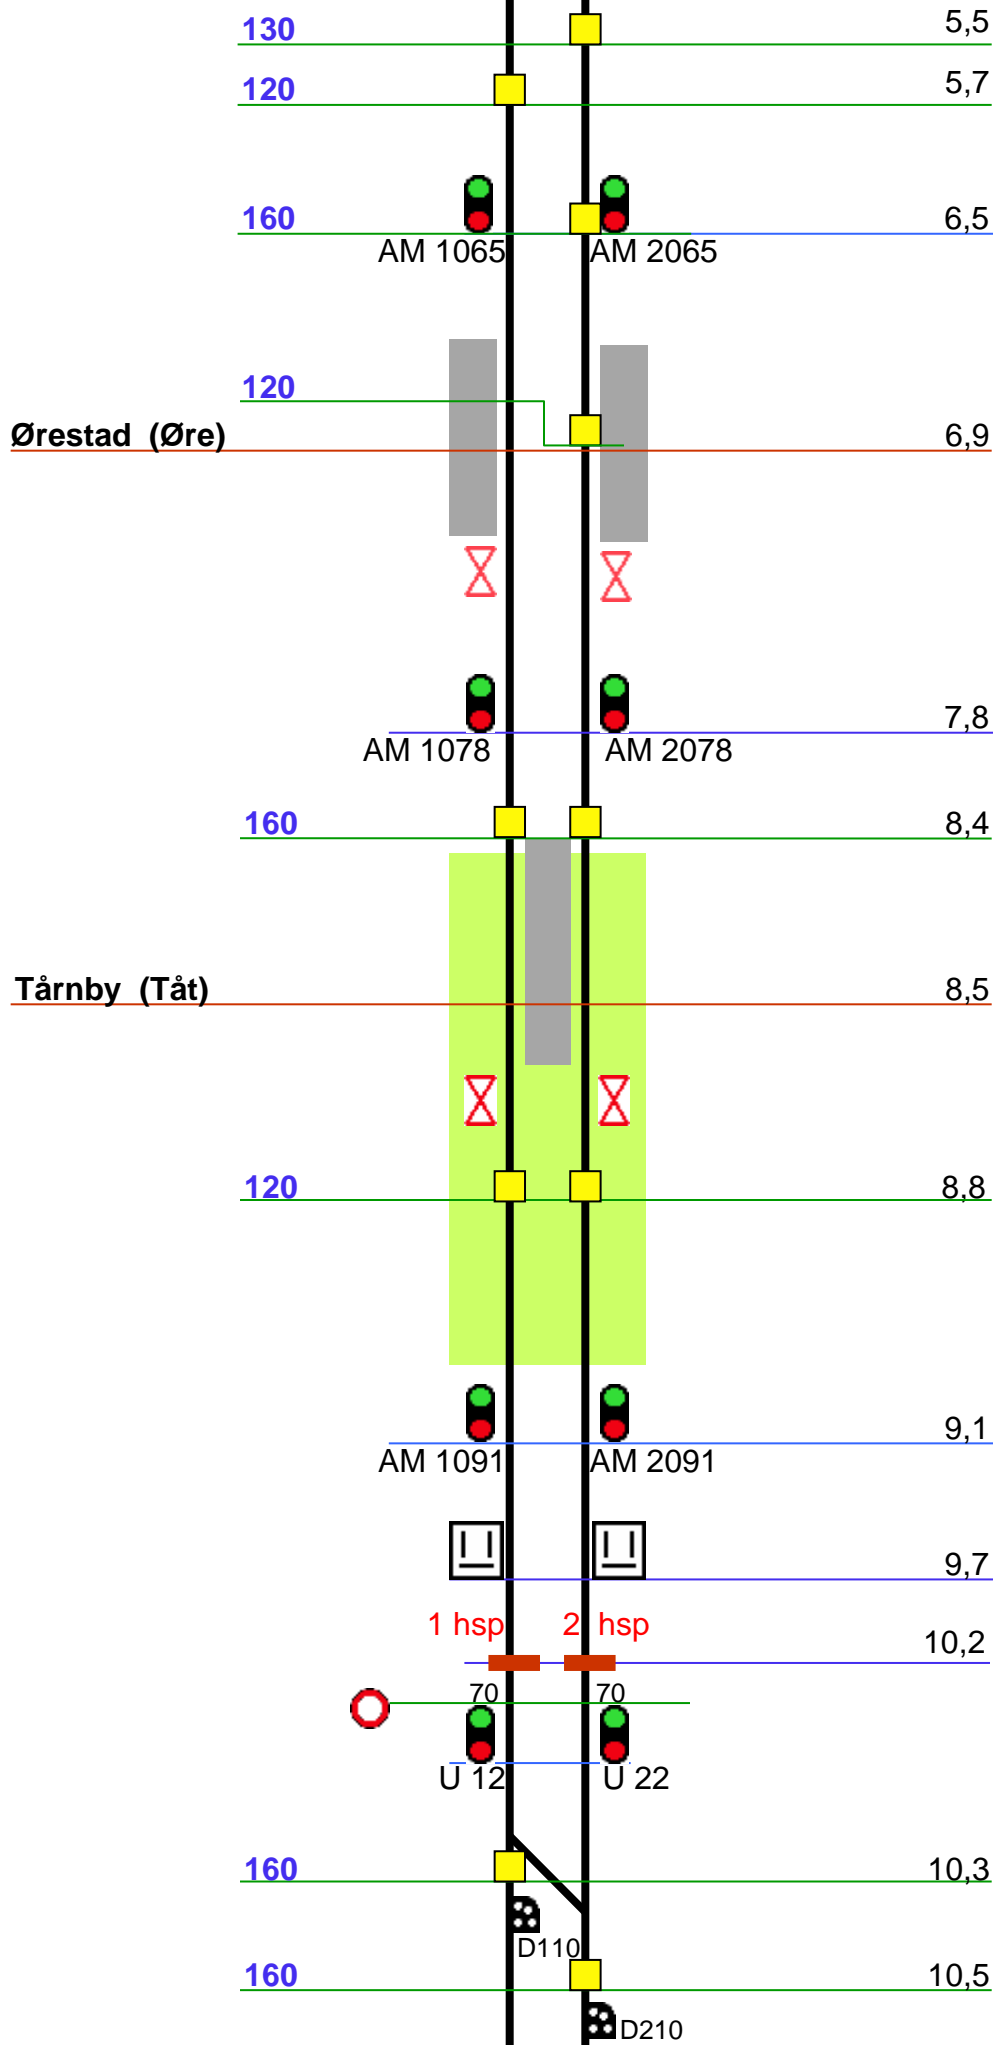 130 5,5
120 5,7
160 6,5
AM 1065 AM 2065
120
Ørestad (Øre) 6,9
7,8
AM 1078 AM 2078
160 8,4
Tårnby (Tåt) 8,5
120 8,8
9,1
AM 1091 AM 2091
9,7
1 hsp 2 hsp
10,2
70 70
U 12 U 22
160 10,3
D110
160 10,5
D210